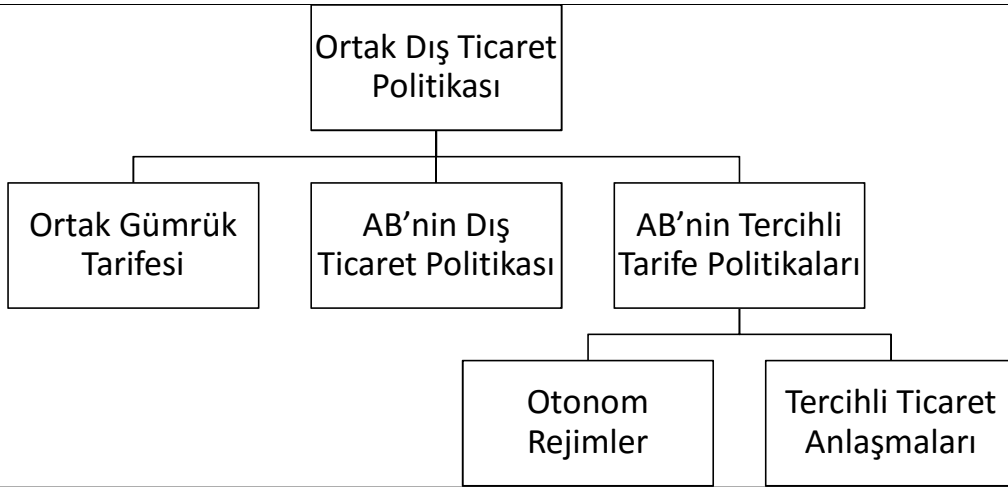 Ortak Dış Ticaret
Politikası
Ortak Gümrük
Tarifesi
AB’nin Dış
Ticaret Politikası
AB’nin Tercihli
Tarife Politikaları
Otonom
Rejimler
Tercihli Ticaret
Anlaşmaları